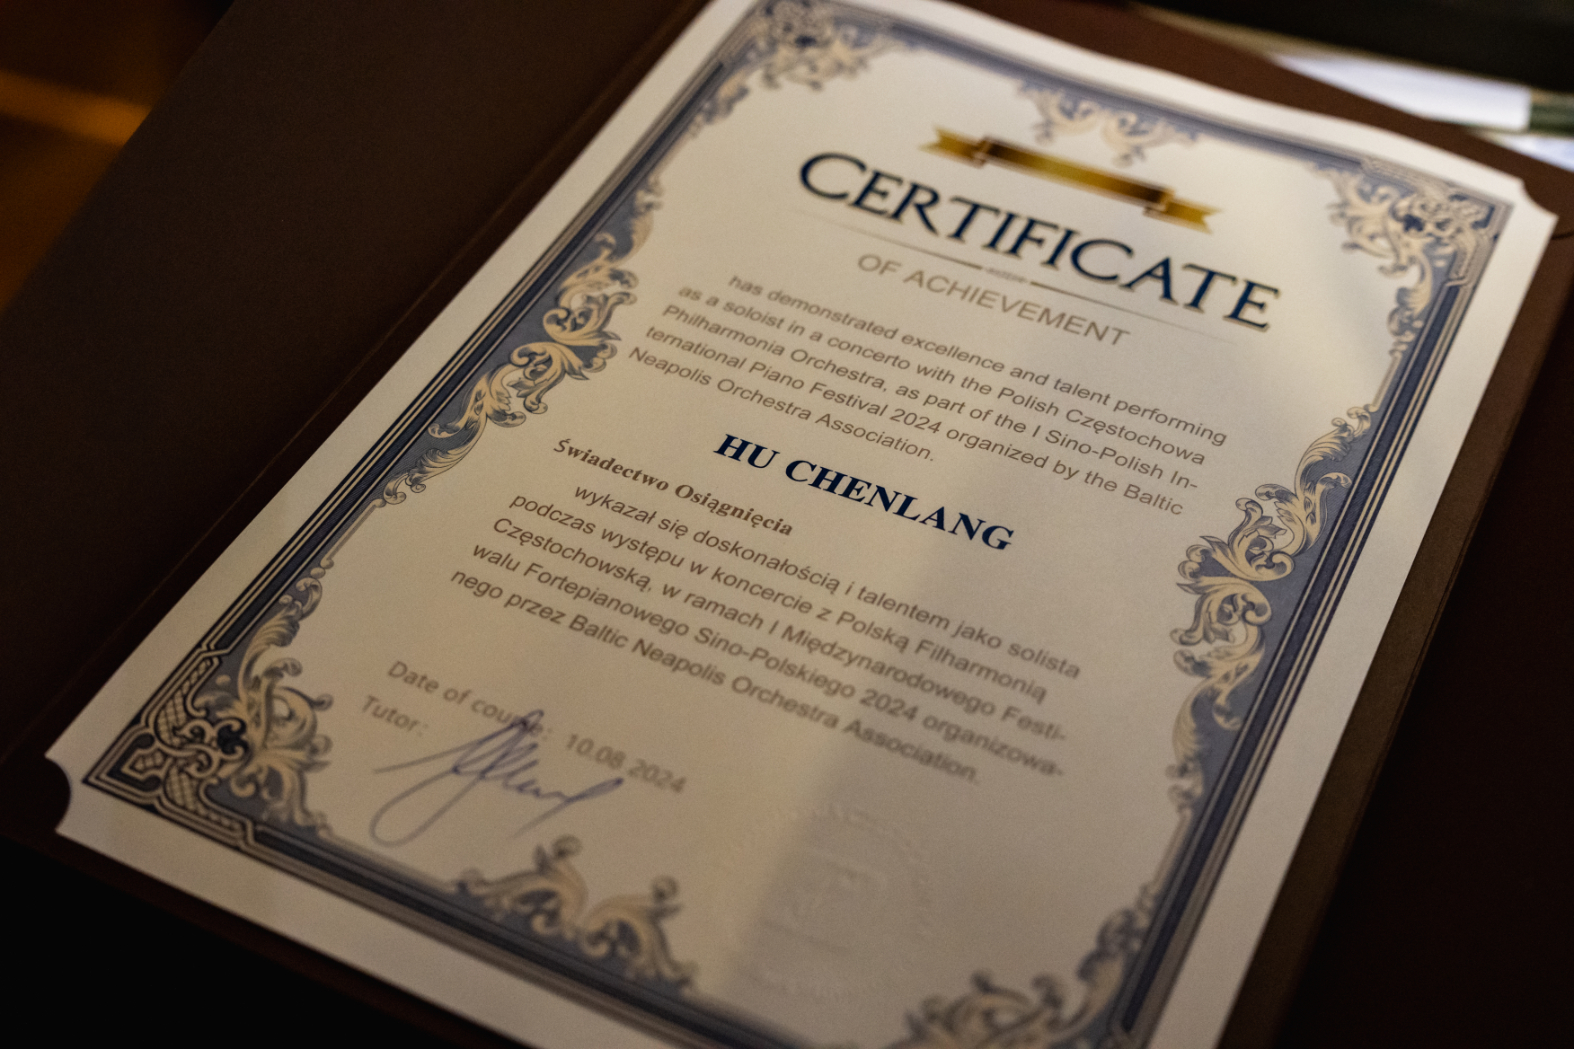 CERTIFICATE
OF ACHIEVEMENT
has demonstrated excellence and talent performing
as a soloist in a concerto with the Polish Częstochowa
Philharmonia Orchestra, as part of the I Sino-Polish In-
ternational Piano Festival 2024 organized by the Baltic
Neapolis Orchestra Association.
HU CHENLANG
Świadectwo Osiągnięcia
wykazał się doskonałością i talentem jako solista
podczas występu w koncercie z Polską Filharmonią
Częstochowską, w ramach I Międzynarodowego Festi-
walu Fortepianowego Sino-Polskiego 2024 organizowa-
nego przez Baltic Neapolis Orchestra Association.
Date of course: 10.08 2024
Tutor: